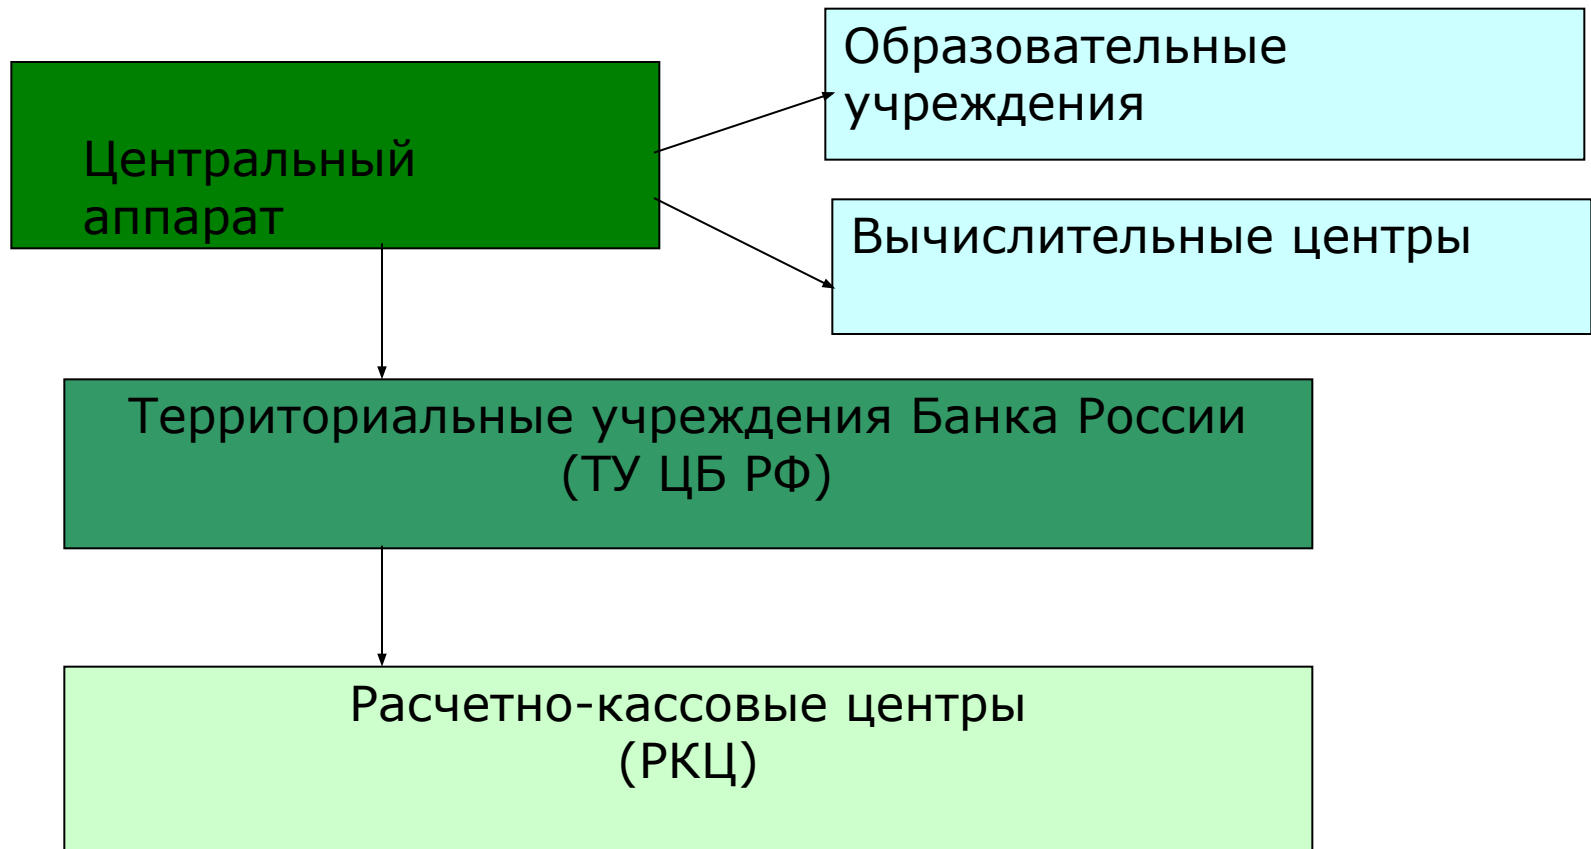 Образовательные
учреждения
Центральный
аппарат
Вычислительные центры
Территориальные учреждения Банка России
(ТУ ЦБ РФ)
Расчетно-кассовые центры
(РКЦ)